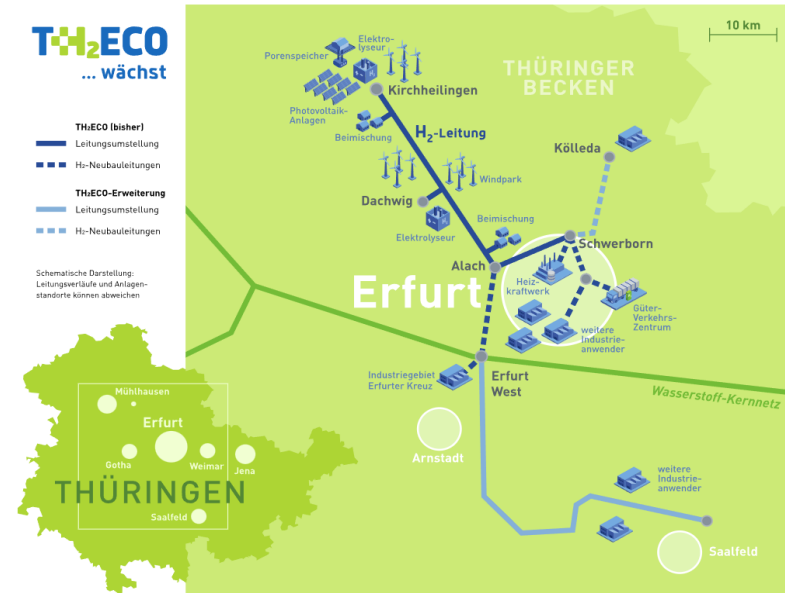 TH₂ECO
... wächst
TH₂ECO (bisher)
Leitungsumstellung
H₂-Neubauleitungen
TH₂ECO-Erweiterung
Leitungsumstellung
H₂-Neubauleitungen
Schematische Darstellung:
Leitungsverläufe und Anlagen-
standorte können abweichen
10 km
THÜRINGER
BECKEN
Elektro-
lyseur
Porenspeicher
Kirchheilingen
Photovoltaik-
Anlagen
Beimischung
H₂-Leitung
Kölleda
Windpark
Dachwig
Elektrolyseur
Beimischung
Schwerborn
Alach
Erfurt
Heiz-
kraftwerk
Güter-
Verkehrs-
Zentrum
weitere
Industrie-
anwender
Industriegebiet
Erfurter Kreuz
Erfurt
West
Wasserstoff-Kernnetz
Arnstadt
weitere
Industrie-
anwender
Saalfeld
Mühlhausen
Erfurt
Gotha
Weimar
Jena
THÜRINGEN
Saalfeld